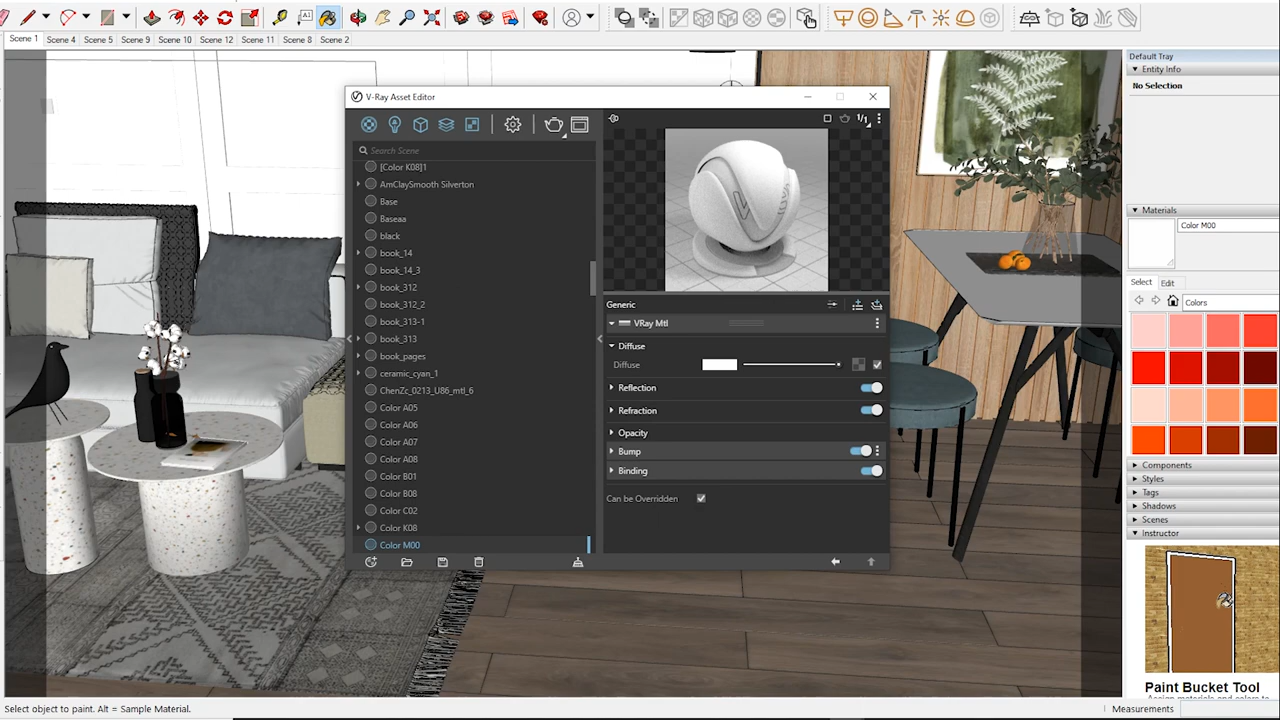 A1
Scene 1 Scene 4 Scene 5 Scene 9 Scene 10 Scene 12 Scene 11 Scene 8 Scene 2
V-Ray Asset Editor
Search Scene
[Color K08]1
AmClaySmooth Silverton
Base
Baseaa
black
book_14
book_14_3
book_312
book_312_2
book_313-1
book_313
book_pages
ceramic_cyan_1
ChenZc_0213_U86_mtl_6
Color A05
Color A06
Color A07
Color A08
Color B01
Color B08
Color C02
Color K08
Color M00
1/1
Generic
VRay Mtl
Diffuse
Diffuse
Reflection
Refraction
Opacity
Bump
Binding
Can be Overridden
Default Tray
Entity Info
No Selection
Materials
Color M00
Select Edit
Colors
Components
Styles
Tags
Shadows
Scenes
Instructor
Paint Bucket Tool
Select object to paint. Alt = Sample Material.
Measurements